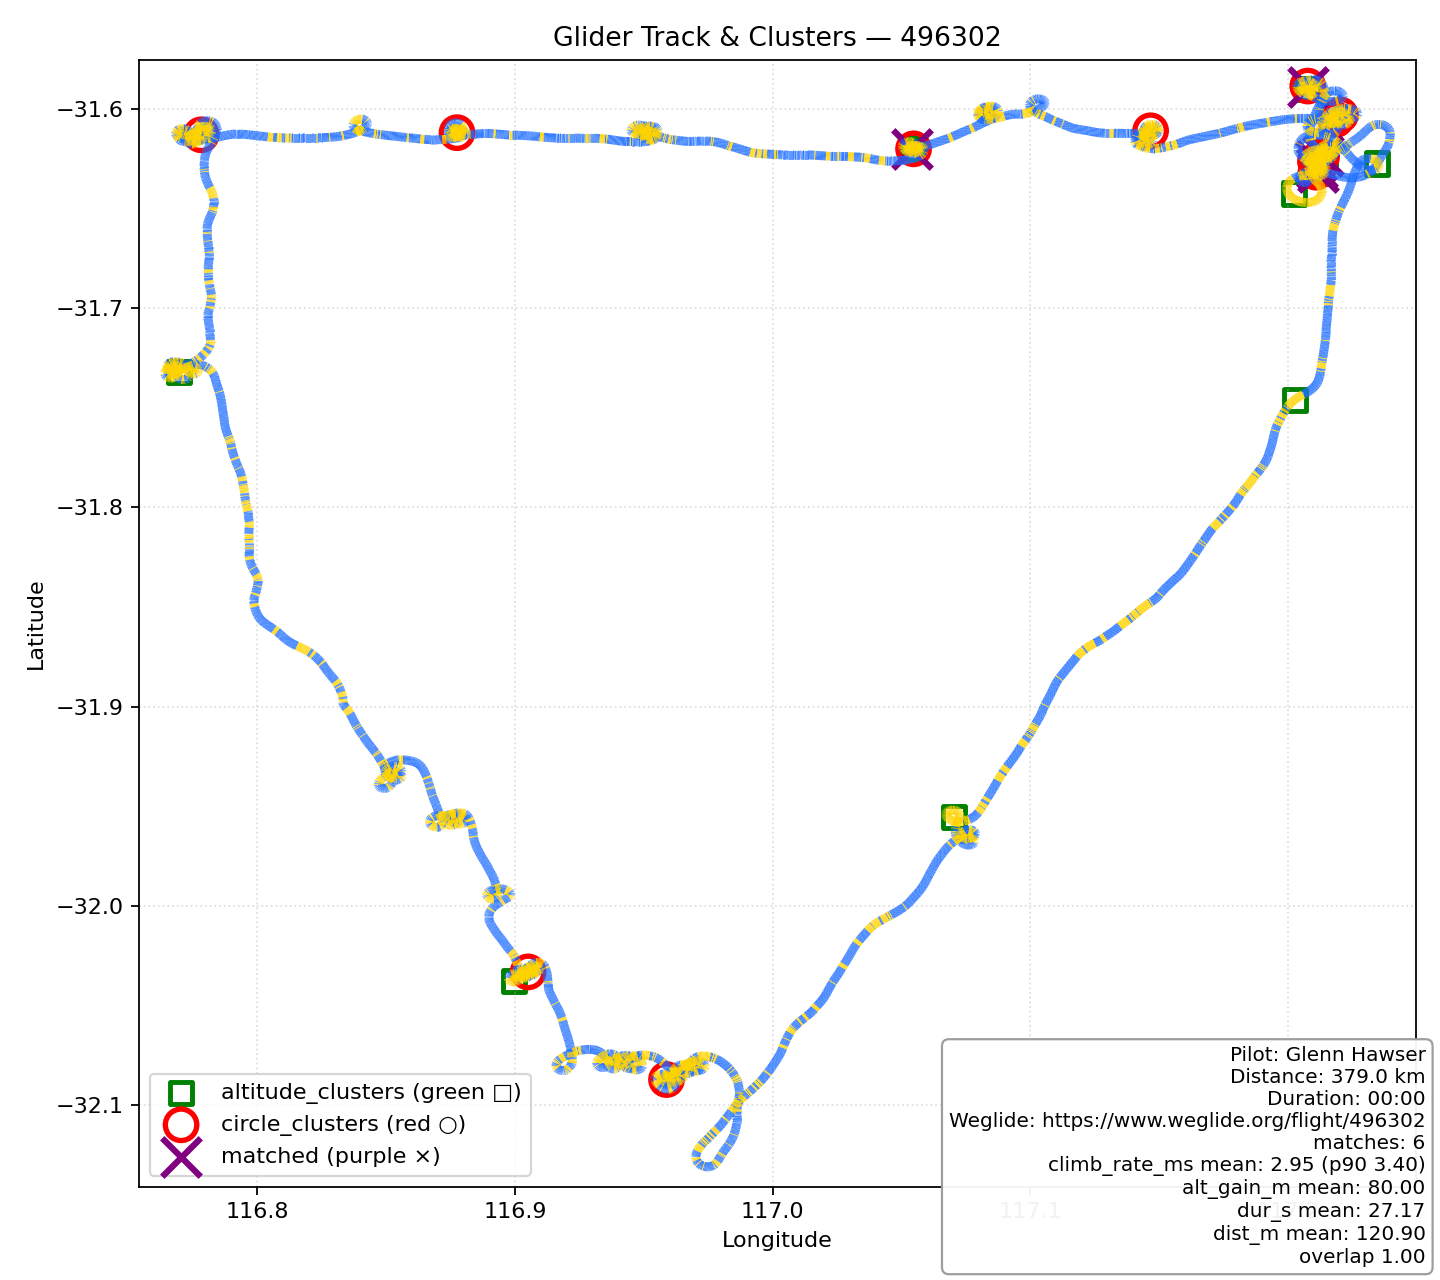 Glider Track & Clusters — 496302
Latitude
−31.6
−31.7
−31.8
−31.9
−32.0
−32.1
116.8
116.9
117.0
117.1
Longitude
altitude_clusters (green □)
circle_clusters (red ○)
matched (purple ×)
Pilot: Glenn Hawser
Distance: 379.0 km
Duration: 00:00
Weglide: https://www.weglide.org/flight/496302
matches: 6
climb_rate_ms mean: 2.95 (p90 3.40)
alt_gain_m mean: 80.00
dur_s mean: 27.17
dist_m mean: 120.90
overlap 1.00